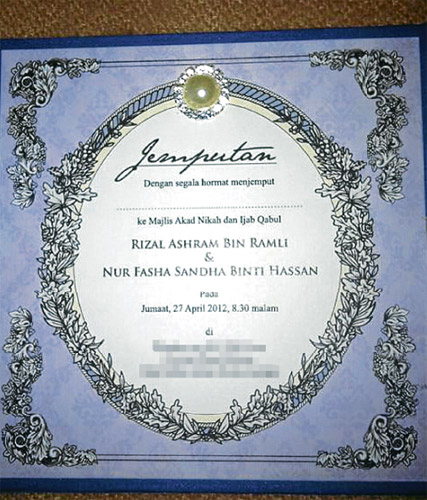 Jemputan
Dengan segala hormat menjemput
ke Majlis Akad Nikah dan Ijab Qabul
RIZAL ASHRAM BIN RAMLI
&
NUR FASHA SANDHA BINTI HASSAN
Pada
Jumaat, 27 April 2012, 8.30 malam
di